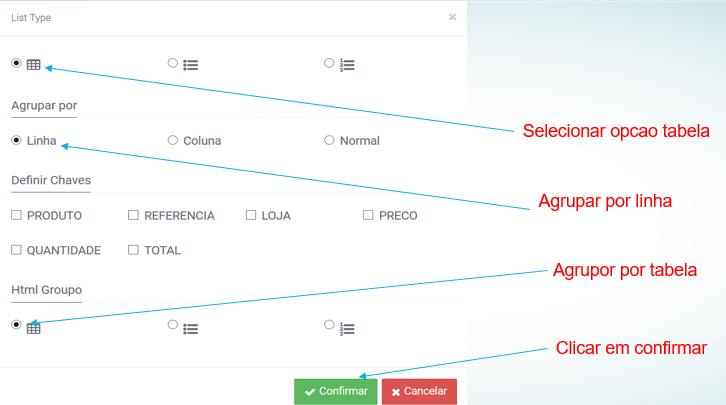 List Type ×
Agrupar por
Selecionar opcao tabela
Linha Coluna Normal
Definir Chaves
Agrupar por linha
PRODUTO REFERENCIA LOJA PRECO
QUANTIDADE TOTAL
Agrupor por tabela
Html Groupo
Clicar em confirmar
Confirmar Cancelar